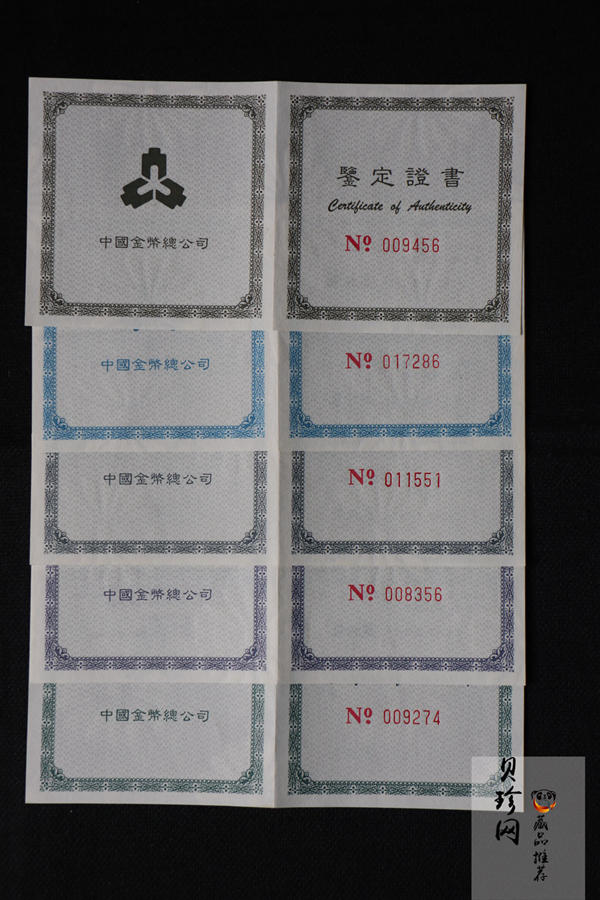 鑒定證書
Certificate of Authenticity
中國金幣總公司
Nº 009456
中國金幣總公司
Nº 017286
中國金幣總公司
Nº 011551
中國金幣總公司
Nº 008356
中國金幣總公司
Nº 009274
贝珍网
藏品推荐